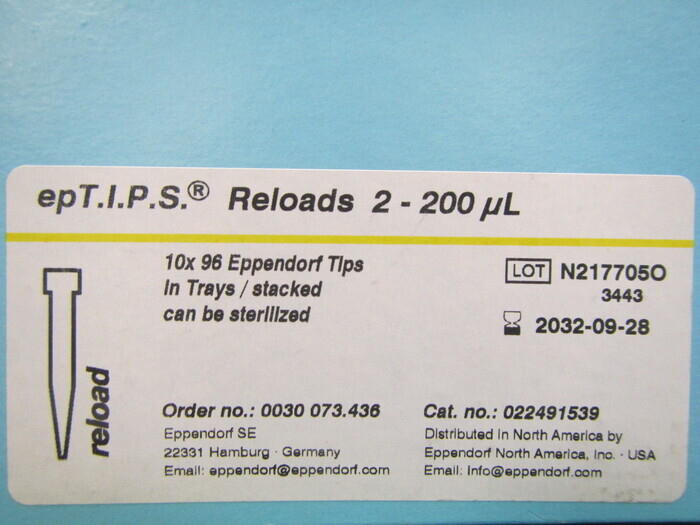 epT.I.P.S.® Reloads 2 - 200 µL
10x 96 Eppendorf Tips
in Trays / stacked
can be sterilized
LOT N217705O
3443
2032-09-28
reload
Order no.: 0030 073.436
Eppendorf SE
22331 Hamburg · Germany
Email: eppendorf@eppendorf.com
Cat. no.: 022491539
Distributed in North America by
Eppendorf North America, Inc. · USA
Email: info@eppendorf.com